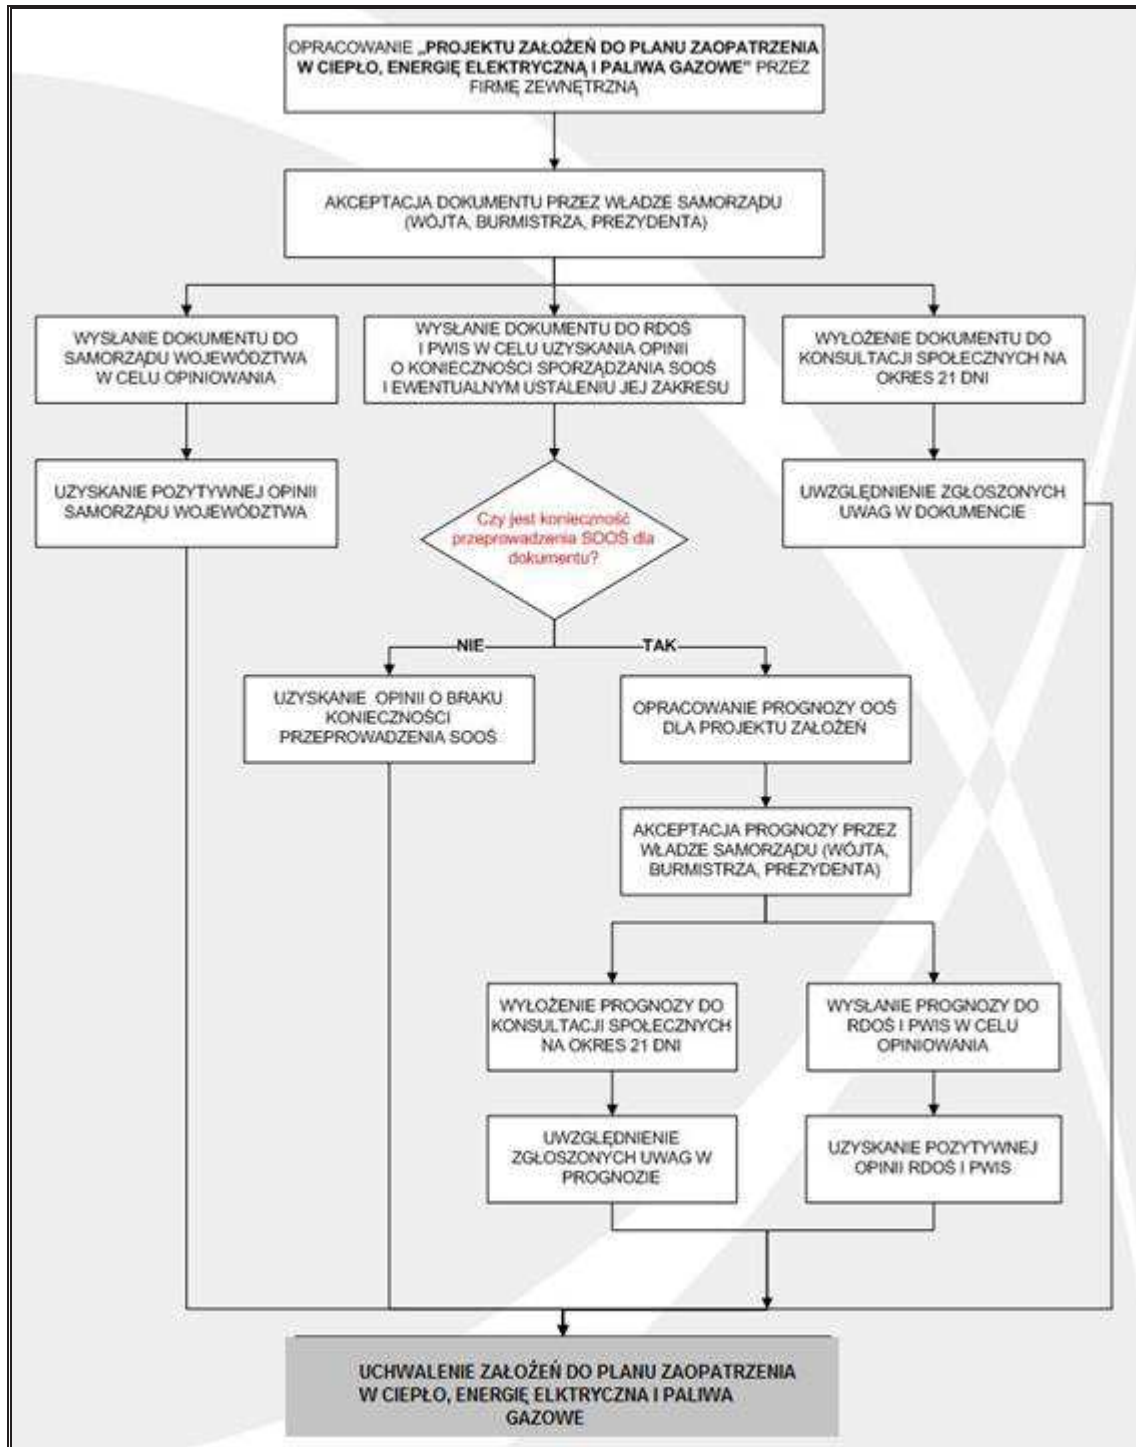 OPRACOWANIE „PROJEKTU ZAŁOŻEŃ DO PLANU ZAOPATRZENIA
W CIEPŁO, ENERGIĘ ELEKTRYCZNĄ I PALIWA GAZOWE" PRZEZ
FIRMĘ ZEWNĘTRZNĄ
AKCEPTACJA DOKUMENTU PRZEZ WŁADZE SAMORZĄDU
(WÓJTA, BURMISTRZA, PREZYDENTA)
WYSŁANIE DOKUMENTU DO
SAMORZĄDU WOJEWÓDZTWA
W CELU OPINIOWANIA
WYSŁANIE DOKUMENTU DO RDOŚ
I PWIS W CELU UZYSKANIA OPINII
O KONIECZNOŚCI SPORZĄDZANIA SOOŚ
I EWENTUALNYM USTALENIU JEJ ZAKRESU
WYŁOŻENIE DOKUMENTU DO
KONSULTACJI SPOŁECZNYCH NA
OKRES 21 DNI
UZYSKANIE POZYTYWNEJ OPINII
SAMORZĄDU WOJEWÓDZTWA
Czy jest konieczność
przeprowadzenia SOOŚ dla
dokumentu?
UWZGLĘDNIENIE ZGŁOSZONYCH
UWAG W DOKUMENCIE
NIE
TAK
UZYSKANIE OPINII O BRAKU
KONIECZNOŚCI
PRZEPROWADZENIA SOOŚ
OPRACOWANIE PROGNOZY OOŚ
DLA PROJEKTU ZAŁOŻEŃ
AKCEPTACJA PROGNOZY PRZEZ
WŁADZE SAMORZĄDU (WÓJTA,
BURMISTRZA, PREZYDENTA)
WYŁOŻENIE PROGNOZY DO
KONSULTACJI SPOŁECZNYCH
NA OKRES 21 DNI
WYSŁANIE PROGNOZY DO
RDOŚ I PWIS W CELU
OPINIOWANIA
UWZGLĘDNIENIE
ZGŁOSZONYCH UWAG W
PROGNOZIE
UZYSKANIE POZYTYWNEJ
OPINII RDOŚ I PWIS
UCHWALENIE ZAŁOŻEŃ DO PLANU ZAOPATRZENIA
W CIEPŁO, ENERGIĘ ELKTRYCZNA I PALIWA
GAZOWE